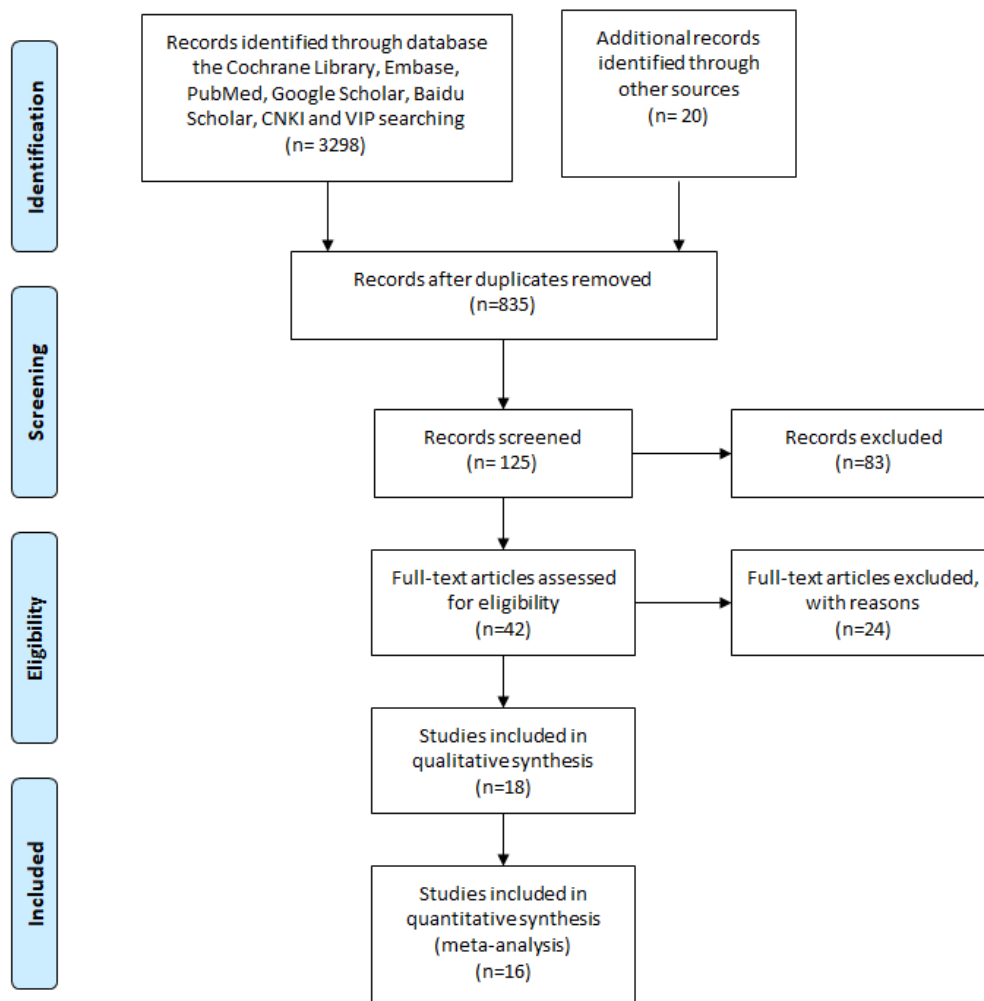 Identification
Records identified through database
the Cochrane Library, Embase,
PubMed, Google Scholar, Baidu
Scholar, CNKI and VIP searching
(n= 3298)
Additional records
identified through
other sources
(n= 20)
Records after duplicates removed
(n=835)
Screening
Records screened
(n= 125)
Records excluded
(n=83)
Eligibility
Full-text articles assessed
for eligibility
(n=42)
Full-text articles excluded,
with reasons
(n=24)
Studies included in
qualitative synthesis
(n=18)
Included
Studies included in
quantitative synthesis
(meta-analysis)
(n=16)